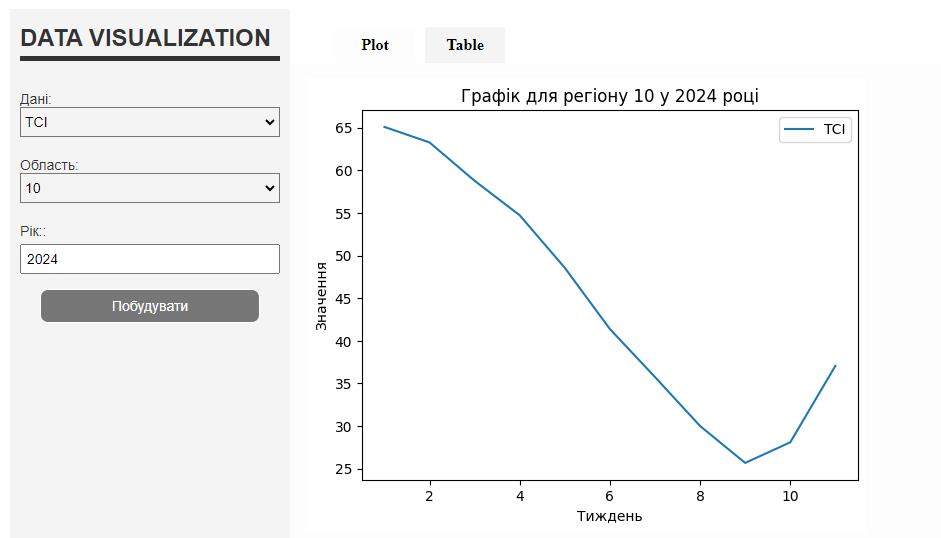 DATA VISUALIZATION
Дані:
TCI
Область:
10
Рік::
2024
Побудувати
Plot
Table
Графік для регіону 10 у 2024 році
TCI
Значення
65
60
55
50
45
40
35
30
25
2 4 6 8 10
Тиждень